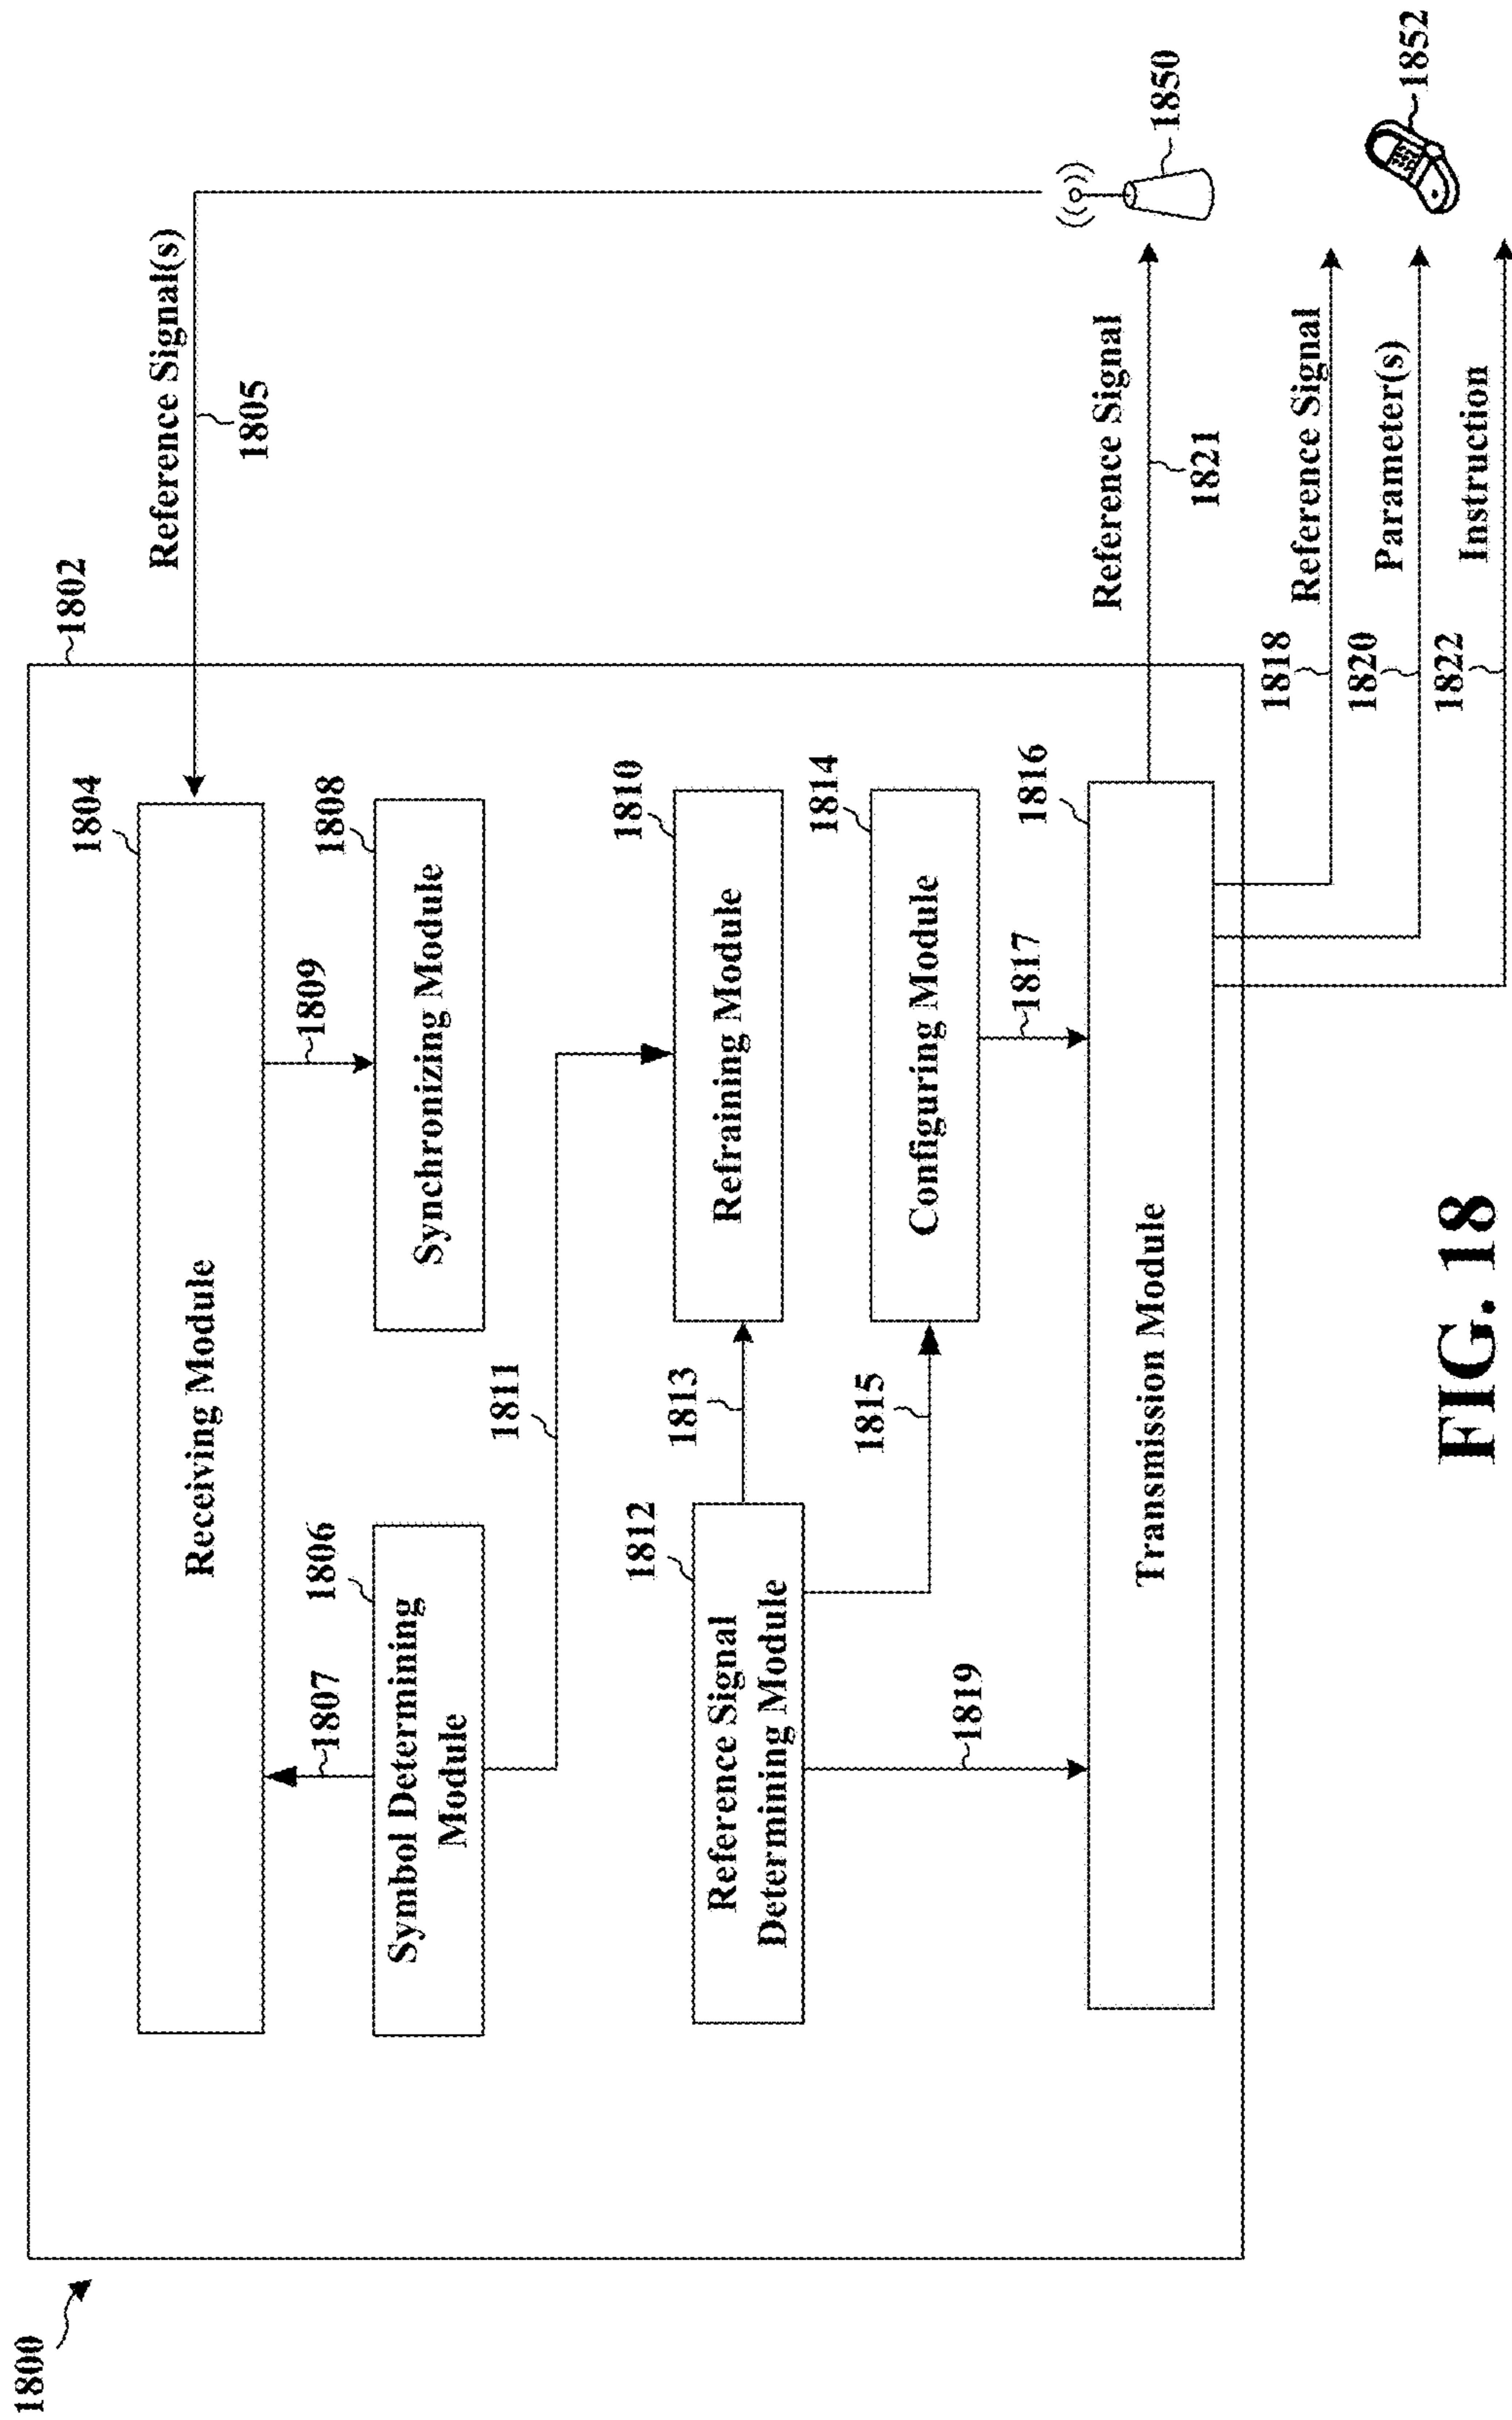 1800
1802
1804
Receiving Module
Reference Signal(s)
1805
1807
1809
1806
Symbol Determining
Module
1808
Synchronizing Module
1811
1810
Refraining Module
1812
Reference Signal
Determining Module
1813
1815
1814
Configuring Module
1817
1819
1816
Transmission Module
Reference Signal
1821
1850
1818
Reference Signal
1820
Parameter(s)
1822
Instruction
1852
FIG. 18